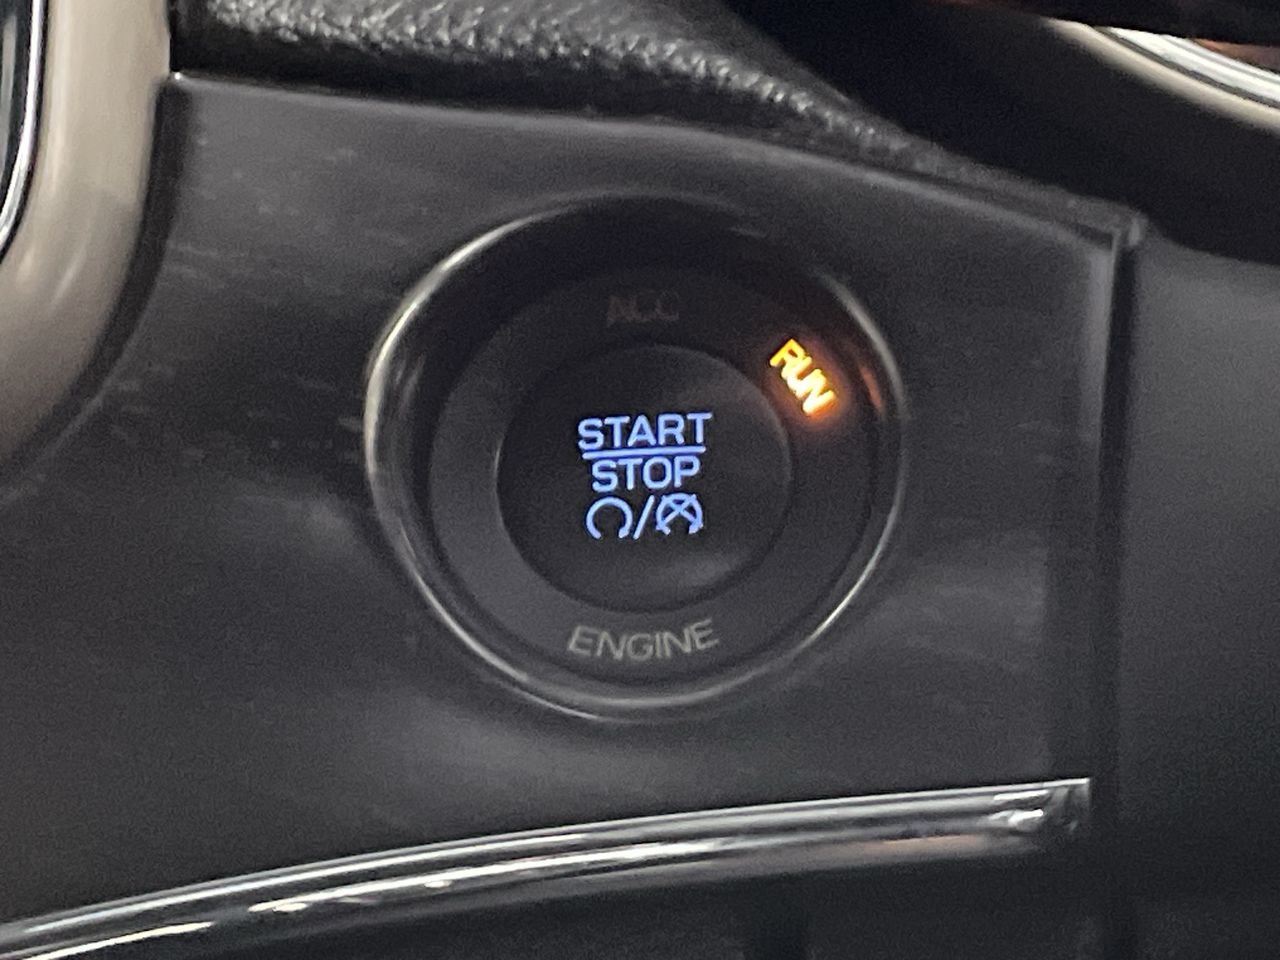 ACC
RUN
START
STOP
/
ENGINE